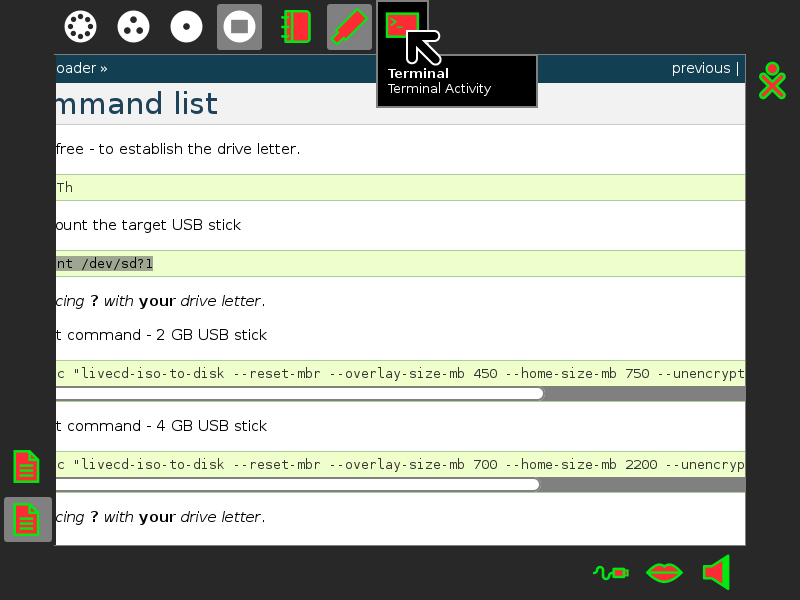 Terminal
Terminal Activity
oader »
previous |
mmand list
free - to establish the drive letter.
Th
ount the target USB stick
nt /dev/sd?1
cing ? with your drive letter.
t command - 2 GB USB stick
c "livecd-iso-to-disk --reset-mbr --overlay-size-mb 450 --home-size-mb 750 --unencrypt
t command - 4 GB USB stick
c "livecd-iso-to-disk --reset-mbr --overlay-size-mb 700 --home-size-mb 2200 --unencryp
cing ? with your drive letter.